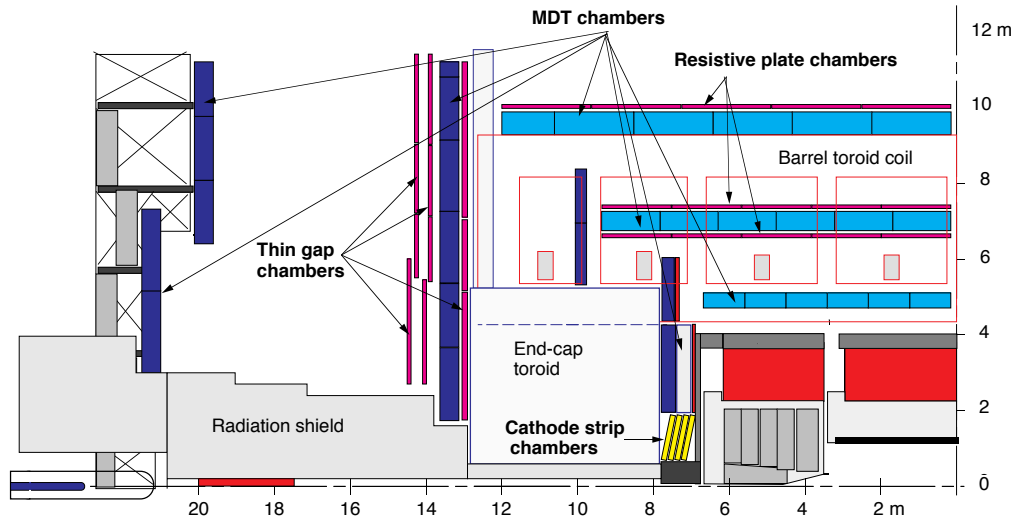 MDT chambers
12 m
Resistive plate chambers
10
Barrel toroid coil
8
Thin gap
chambers
6
4
End-cap
toroid
2
Radiation shield
Cathode strip
chambers
0
20
18
16
14
12
10
8
6
4
2 m